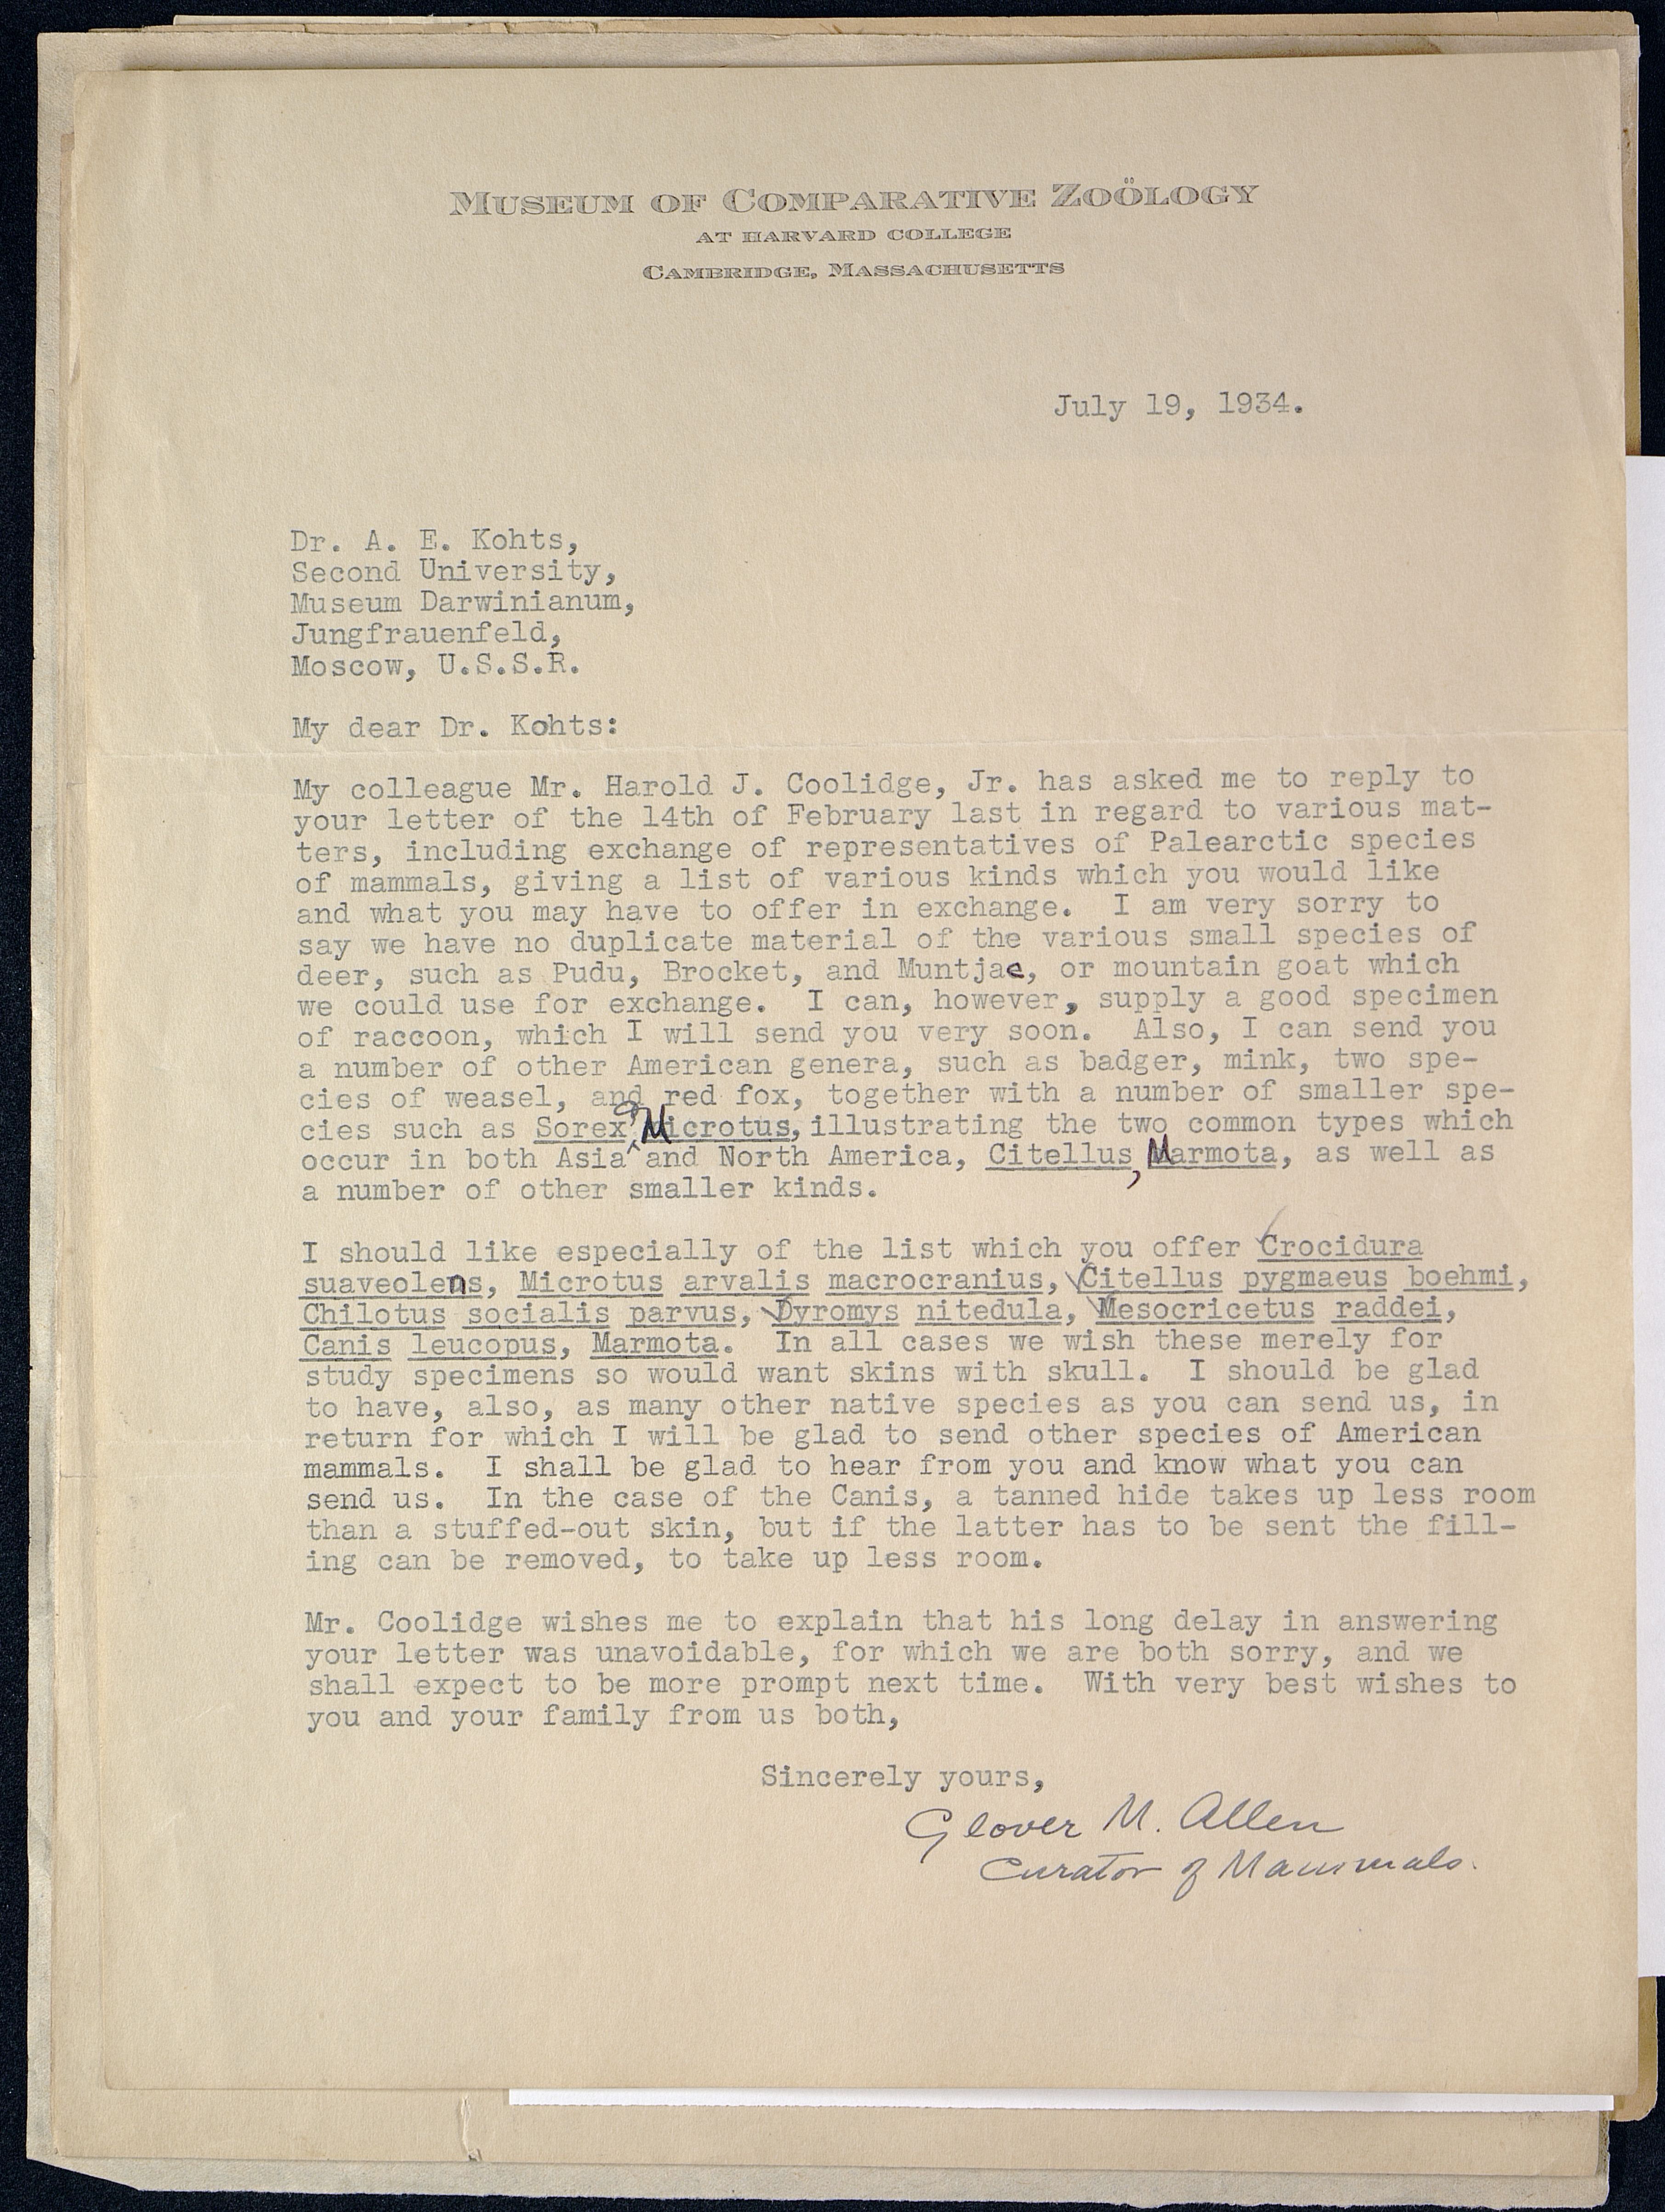 MUSEUM OF COMPARATIVE ZOÖLOGY
AT HARVARD COLLEGE
CAMBRIDGE, MASSACHUSETTS
July 19, 1934.
Dr. A. E. Kohts,
Second University,
Museum Darwinianum,
Jungfrauenfeld,
Moscow, U.S.S.R.
My dear Dr. Kohts:
My colleague Mr. Harold J. Coolidge, Jr. has asked me to reply to
your letter of the 14th of February last in regard to various mat-
ters, including exchange of representatives of Palearctic species
of mammals, giving a list of various kinds which you would like
and what you may have to offer in exchange. I am very sorry to
say we have no duplicate material of the various small species of
deer, such as Pudu, Brocket, and Muntjac, or mountain goat which
we could use for exchange. I can, however, supply a good specimen
of raccoon, which I will send you very soon. Also, I can send you
a number of other American genera, such as badger, mink, two spe-
cies of weasel, and red fox, together with a number of smaller spe-
cies such as Sorex, Microtus, illustrating the two common types which
occur in both Asia and North America, Citellus, Marmota, as well as
a number of other smaller kinds.
I should like especially of the list which you offer Crocidura
suaveolens, Microtus arvalis macrocranius, Citellus pygmaeus boehmi,
Chilotus socialis parvus, Dyromys nitedula, Mesocricetus raddei,
Canis leucopus, Marmota. In all cases we wish these merely for
study specimens so would want skins with skull. I should be glad
to have, also, as many other native species as you can send us, in
return for which I will be glad to send other species of American
mammals. I shall be glad to hear from you and know what you can
send us. In the case of the Canis, a tanned hide takes up less room
than a stuffed-out skin, but if the latter has to be sent the fill-
ing can be removed, to take up less room.
Mr. Coolidge wishes me to explain that his long delay in answering
your letter was unavoidable, for which we are both sorry, and we
shall expect to be more prompt next time. With very best wishes to
you and your family from us both,
Sincerely yours,
Glover M. Allen
Curator of Mammals.